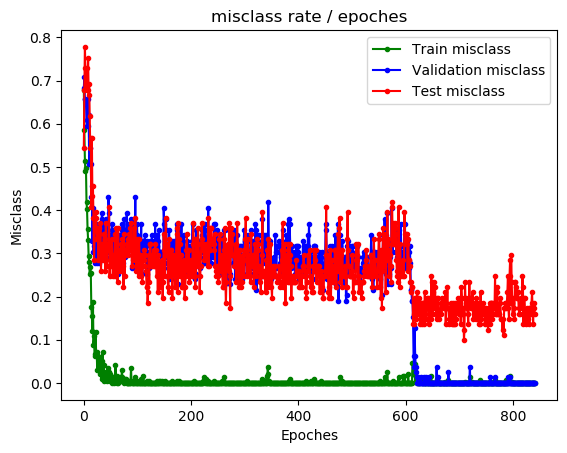 misclass rate / epoches
0.8
0.7
0.6
0.5
0.4
0.3
0.2
0.1
0.0
Misclass
Train misclass
Validation misclass
Test misclass
0 200 400 600 800
Epoches